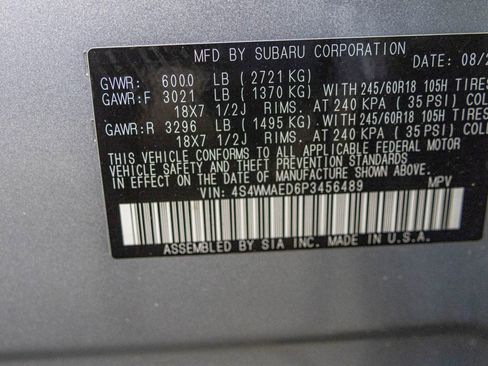 MFD BY SUBARU CORPORATION DATE: 08/2
GVWR: 6000 LB (2721 KG)
GAWR:F 3021 LB (1370 KG) WITH 245/60R18 105H TIRES
18X7 1/2J RIMS, AT 240 KPA (35 PSI) COLD
GAWR:R 3296 LB (1495 KG) WITH 245/60R18 105H TIRES
18X7 1/2J RIMS, AT 240 KPA (35 PSI) COLD
THIS VEHICLE CONFORMS TO ALL APPLICABLE FEDERAL MOTOR
VEHICLE SAFETY AND THEFT PREVENTION STANDARDS
IN EFFECT ON THE DATE OF MANUFACTURE SHOWN ABOVE.
VIN: 4S4WMAED6P3456489 MPV
ASSEMBLED BY SIA INC. MADE IN U.S.A.